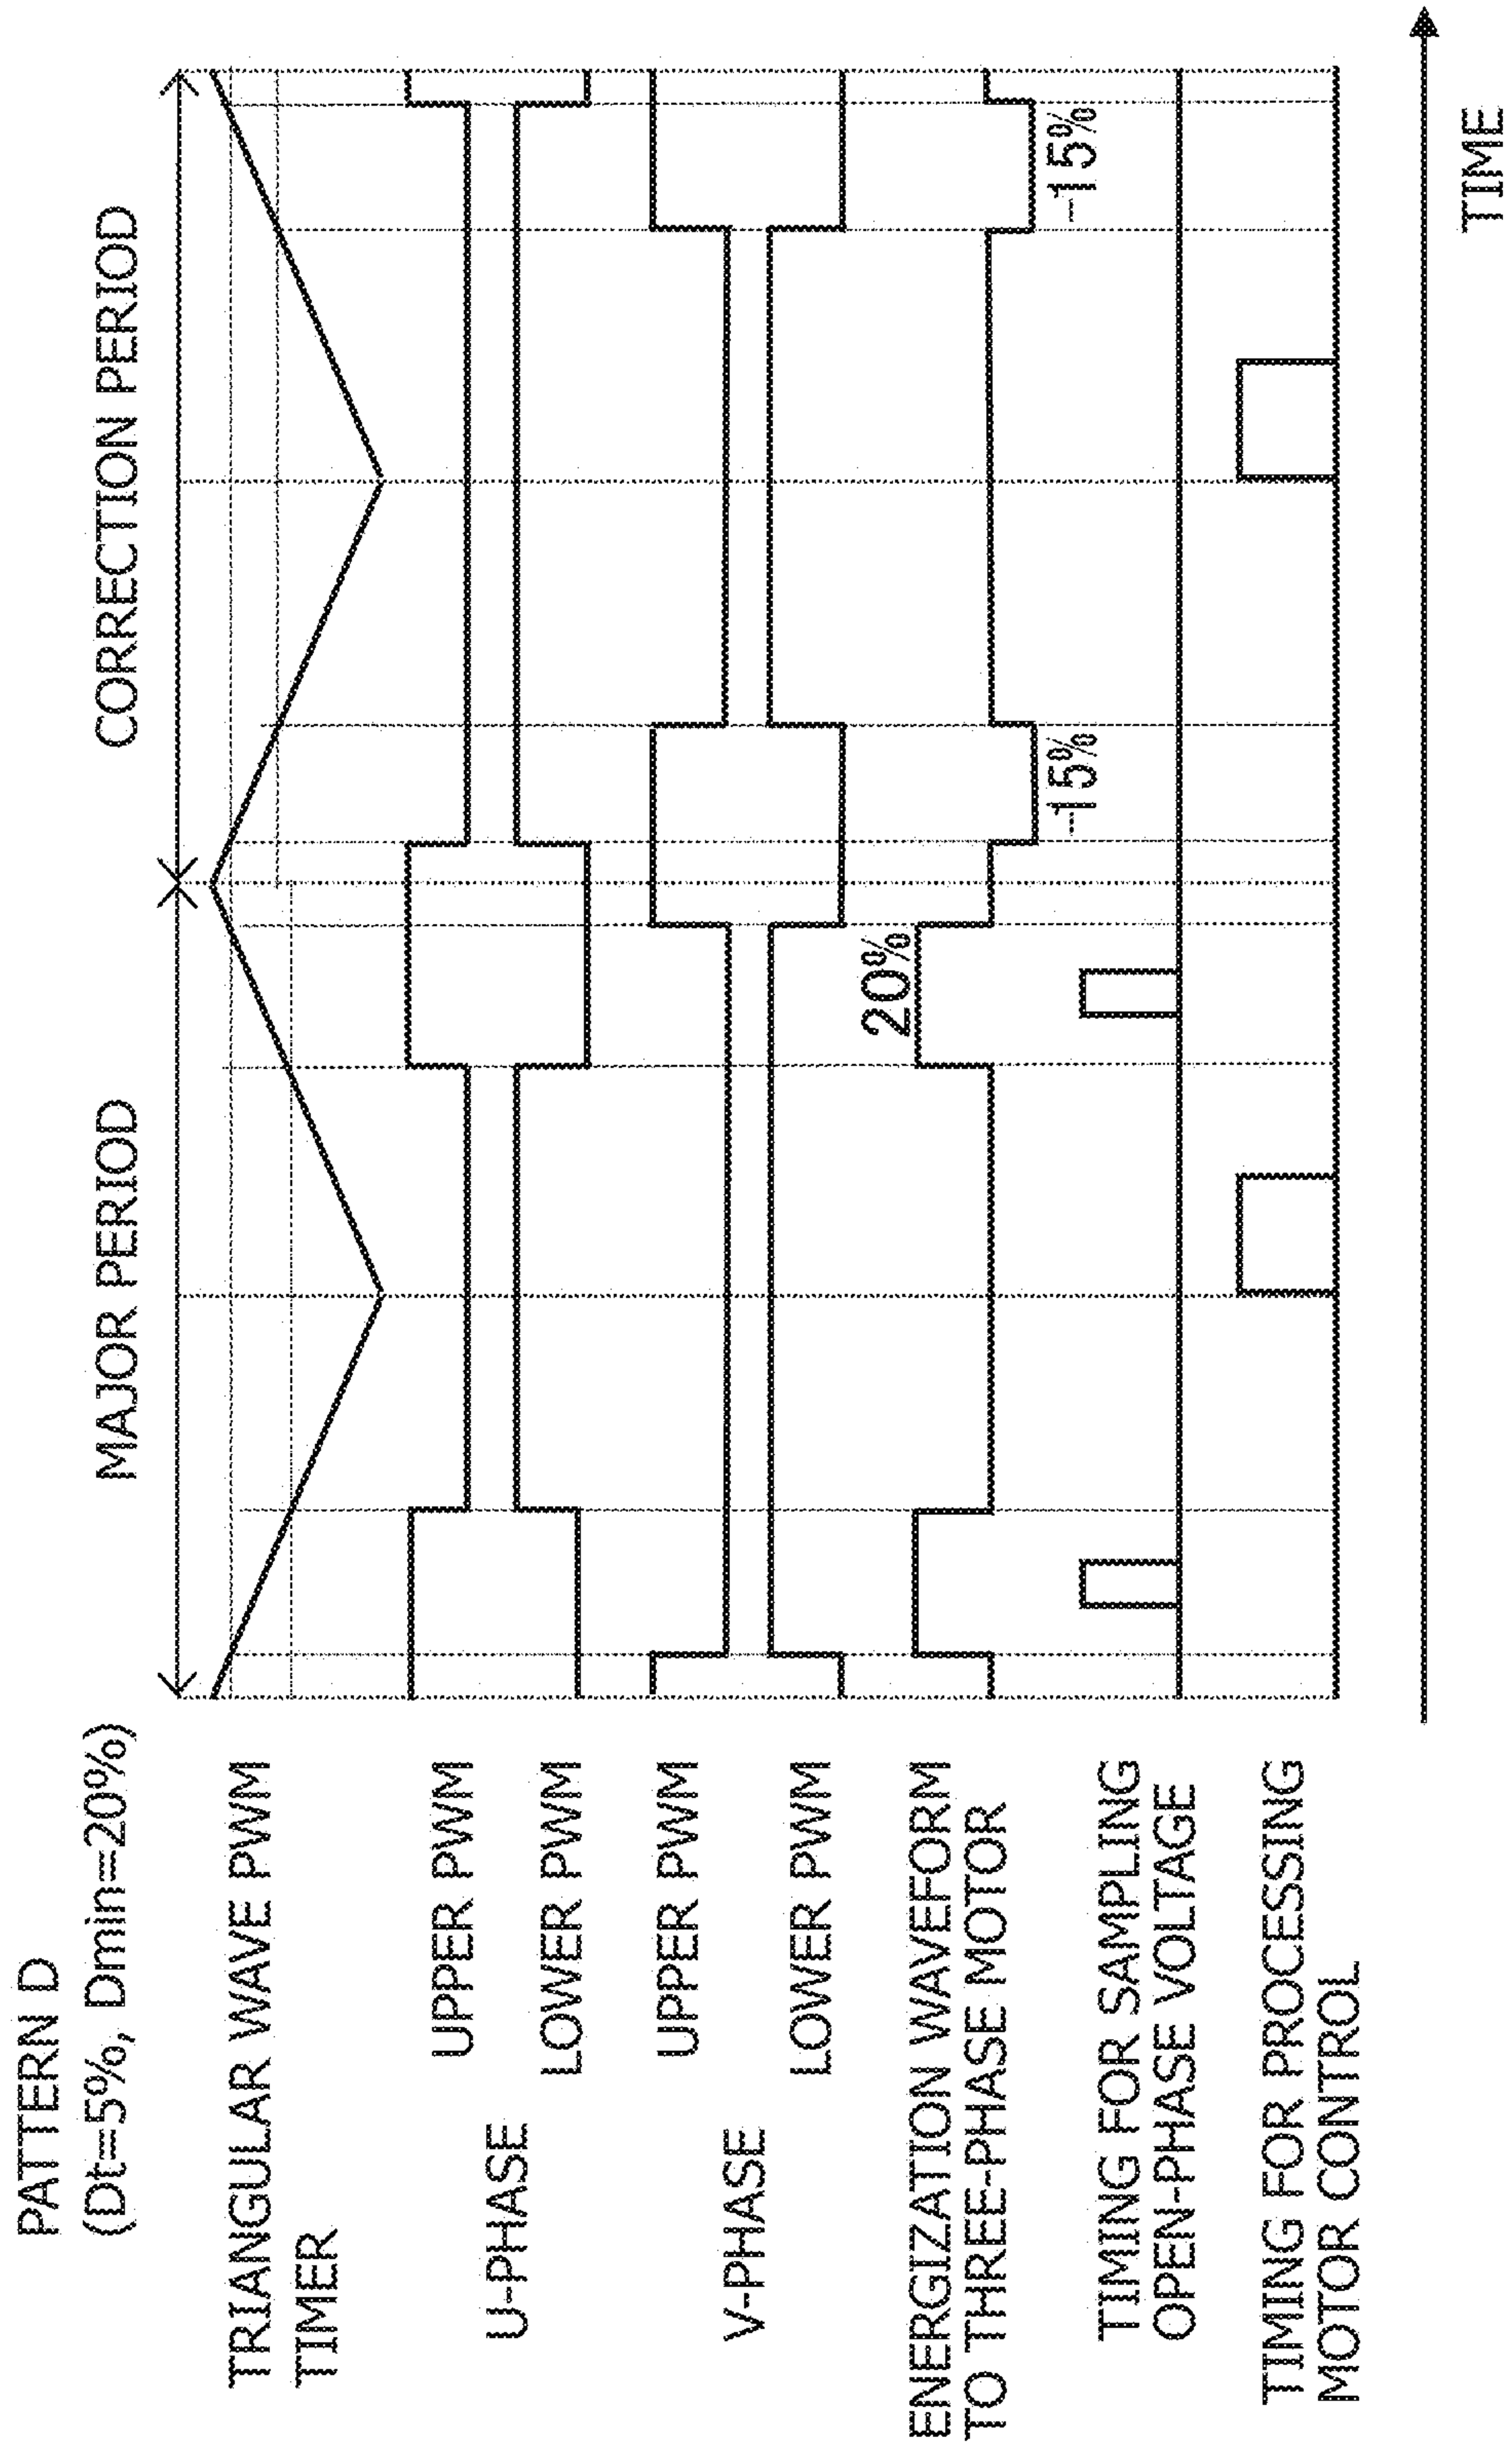 PATTERN D
(Dt=5%, Dmin=20%)
MAJOR PERIOD
CORRECTION PERIOD
TRIANGULAR WAVE PWM
TIMER
U-PHASE
UPPER PWM
LOWER PWM
V-PHASE
UPPER PWM
LOWER PWM
ENERGIZATION WAVEFORM
TO THREE-PHASE MOTOR
20%
-15%
-15%
TIMING FOR SAMPLING
OPEN-PHASE VOLTAGE
TIMING FOR PROCESSING
MOTOR CONTROL
TIME